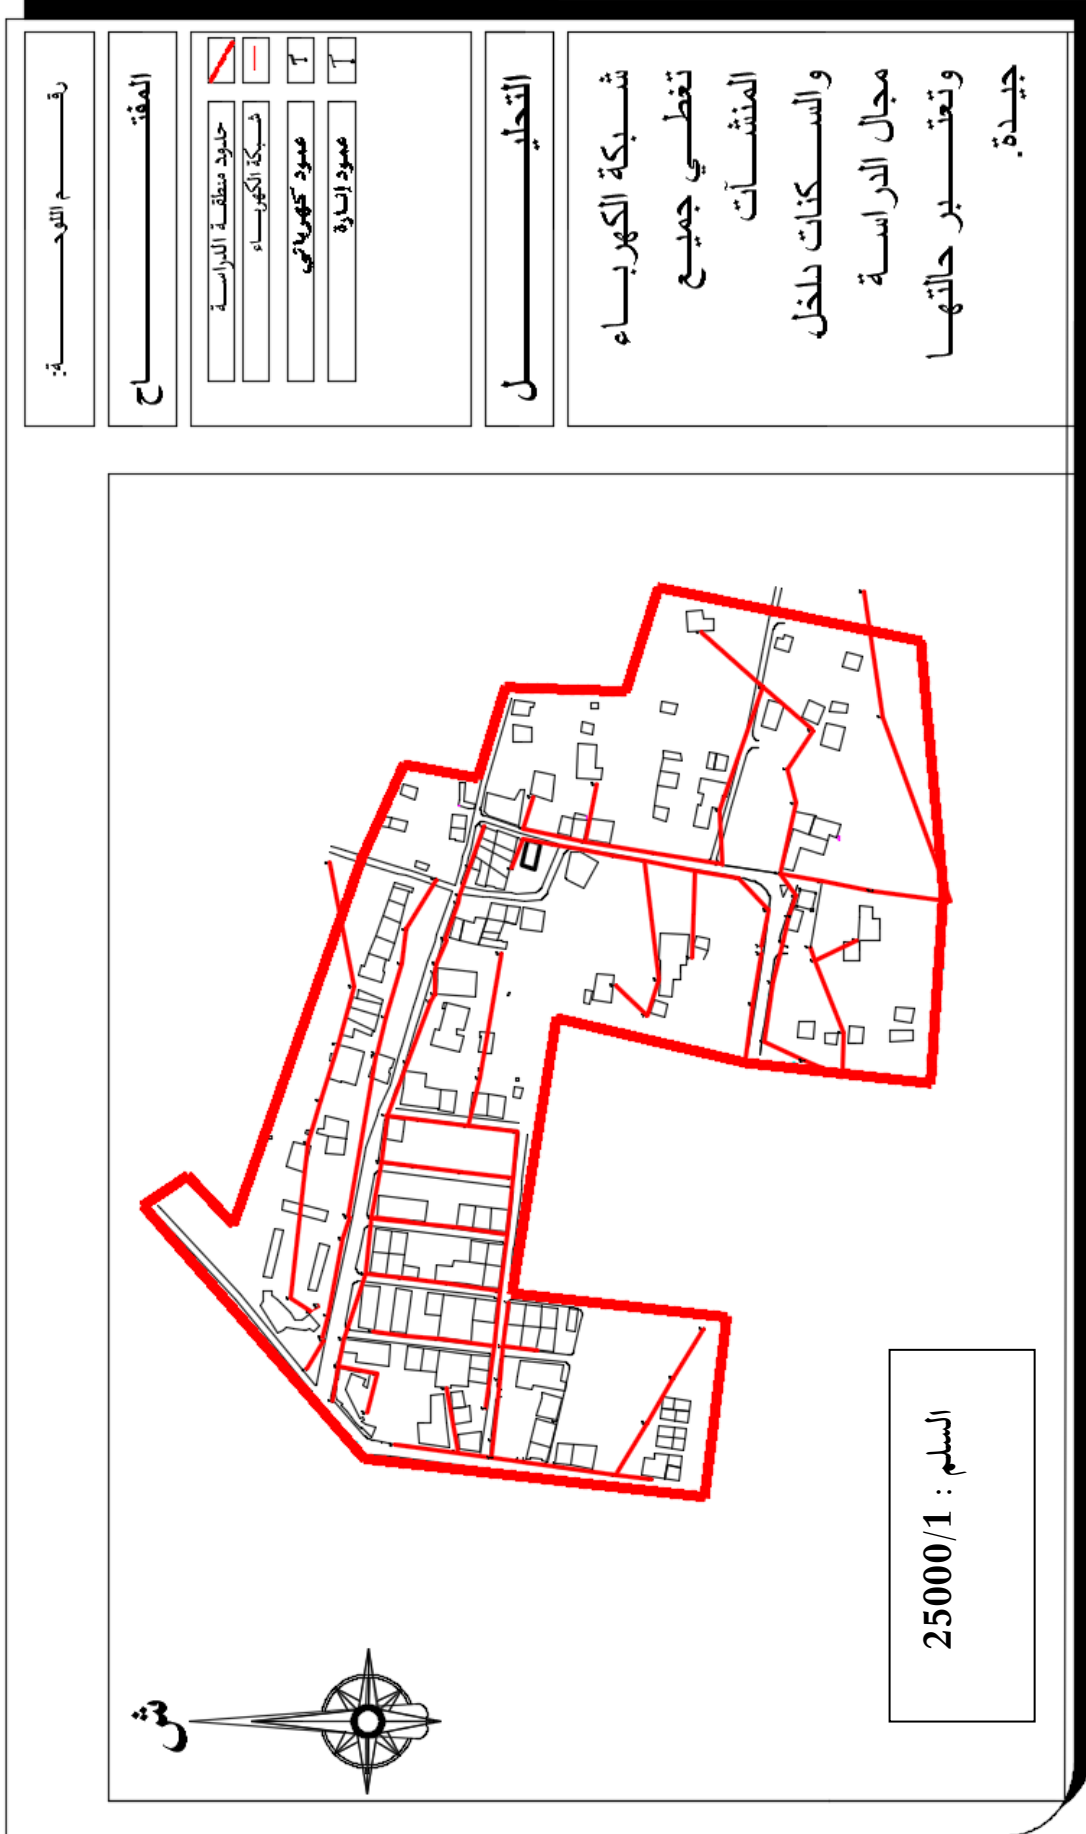 رقم اللوحة:
المفتاح
حدود منطقة الدراسة
شبكة الكهرباء
عمود كهربائي
عمود إنارة
التحليل
شبكة الكهرباء
تغطي جميع
المنشآت
والسكنات داخل
مجال الدراسة
وتعتبر حالتها
جيدة.
السلم : 25000/1
ش